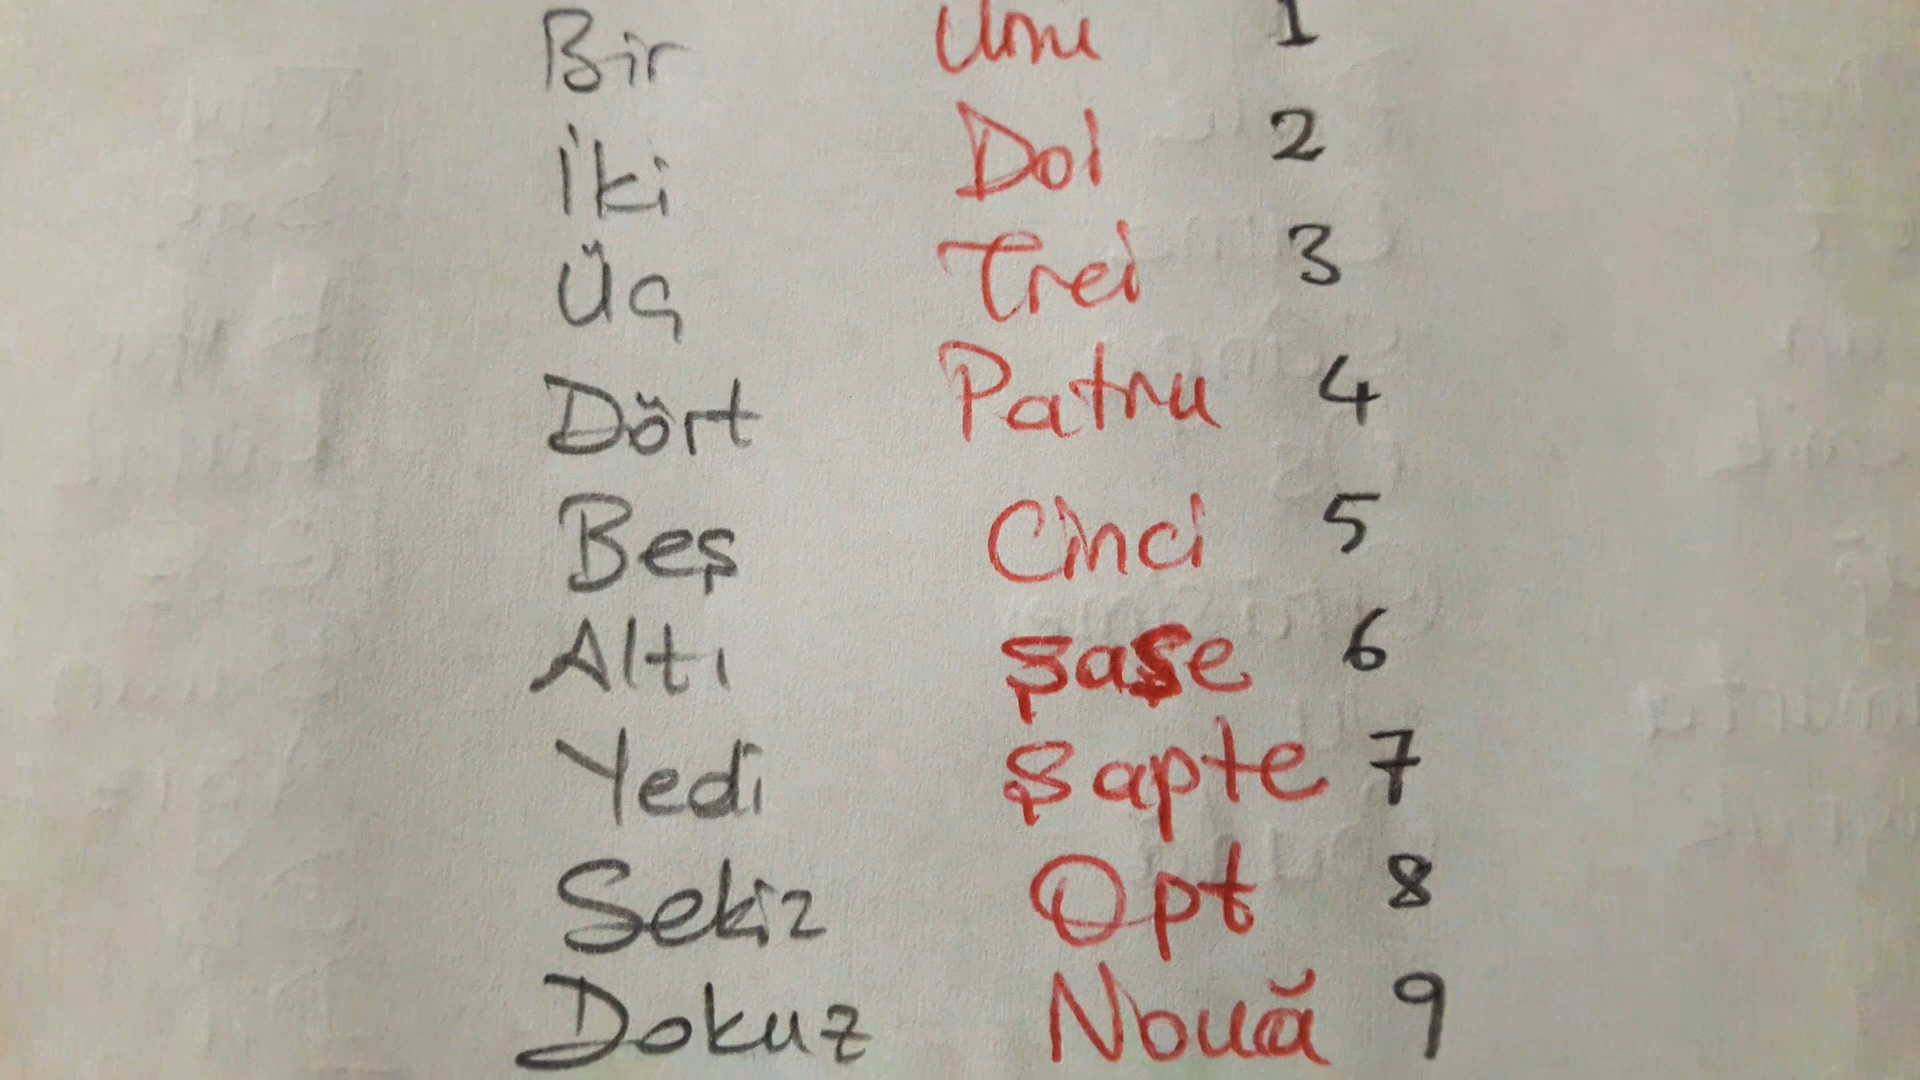 Bir Unu 1
İki Doi 2
Üç Trei 3
Dört Patru 4
Beş Cinci 5
Altı Şaşe 6
Yedi Şapte 7
Sekiz Opt 8
Dokuz Nouă 9